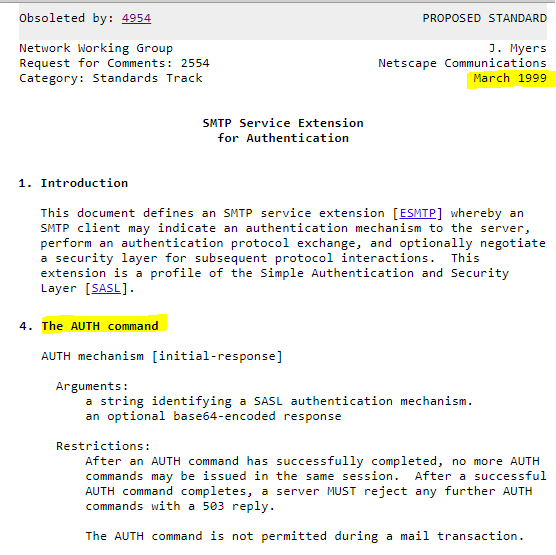 Obsoleted by: 4954 PROPOSED STANDARD
Network Working Group J. Myers
Request for Comments: 2554 Netscape Communications
Category: Standards Track March 1999
SMTP Service Extension
for Authentication
1. Introduction
This document defines an SMTP service extension [ESMTP] whereby an
SMTP client may indicate an authentication mechanism to the server,
perform an authentication protocol exchange, and optionally negotiate
a security layer for subsequent protocol interactions. This
extension is a profile of the Simple Authentication and Security
Layer [SASL].
4. The AUTH command
AUTH mechanism [initial-response]
Arguments:
a string identifying a SASL authentication mechanism.
an optional base64-encoded response
Restrictions:
After an AUTH command has successfully completed, no more AUTH
commands may be issued in the same session. After a successful
AUTH command completes, a server MUST reject any further AUTH
commands with a 503 reply.
The AUTH command is not permitted during a mail transaction.